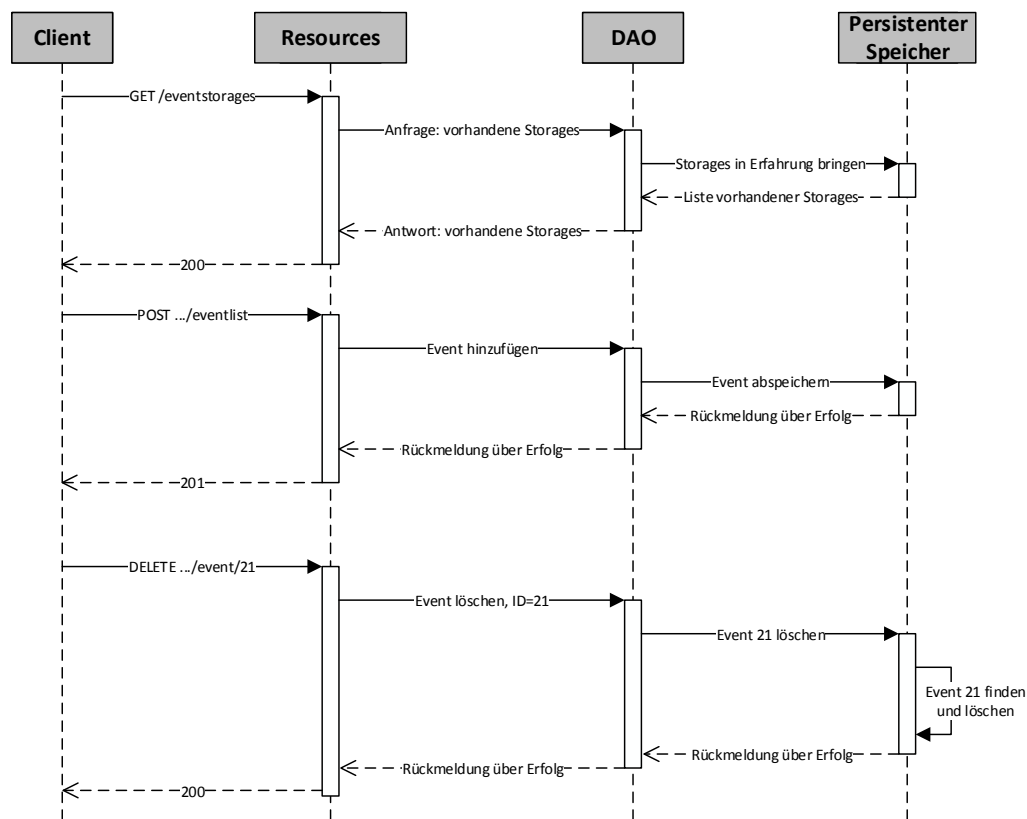 Client
Resources
DAO
Persistenter
Speicher
GET /eventstorages
Anfrage: vorhandene Storages
Storages in Erfahrung bringen
Liste vorhandener Storages
Antwort: vorhandene Storages
200
POST .../eventlist
Event hinzufügen
Event abspeichern
Rückmeldung über Erfolg
Rückmeldung über Erfolg
201
DELETE .../event/21
Event löschen, ID=21
Event 21 löschen
Event 21 finden
und löschen
Rückmeldung über Erfolg
Rückmeldung über Erfolg
200